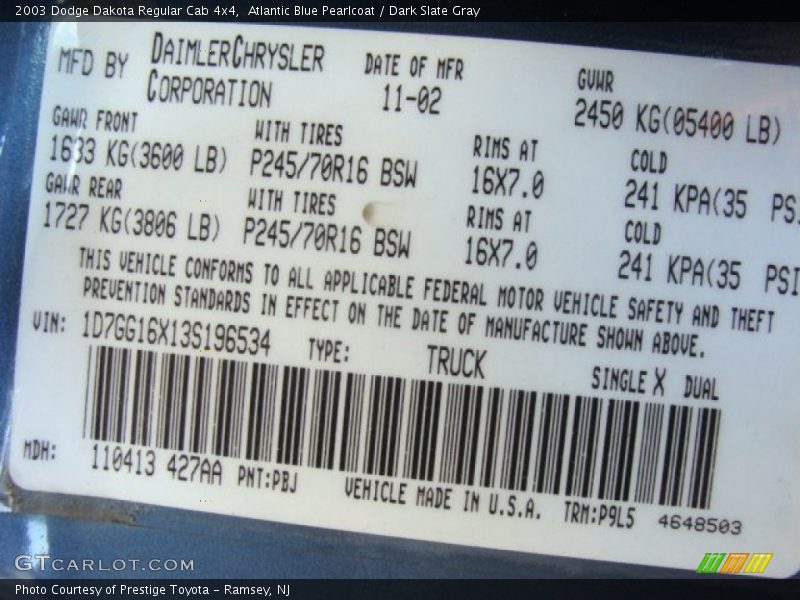 2003 Dodge Dakota Regular Cab 4x4,  Atlantic Blue Pearlcoat / Dark Slate Gray
MFD BY DAIMLERCHRYSLER CORPORATION DATE OF MFR 11-02 GVWR 2450 KG(05400 LB)
GAWR FRONT WITH TIRES RIMS AT COLD
1633 KG(3600 LB) P245/70R16 BSW 16X7.0 241 KPA(35 PSI
GAWR REAR WITH TIRES RIMS AT COLD
1727 KG(3806 LB) P245/70R16 BSW 16X7.0 241 KPA(35 PSI
THIS VEHICLE CONFORMS TO ALL APPLICABLE FEDERAL MOTOR VEHICLE SAFETY AND THEFT
PREVENTION STANDARDS IN EFFECT ON THE DATE OF MANUFACTURE SHOWN ABOVE.
VIN: 1D7GG16X13S196534 TYPE: TRUCK SINGLE X DUAL
MDH: 110413 427AA PNT:PBJ VEHICLE MADE IN U.S.A. TRM:P9L5 4648503
GTCARLOT.COM
Photo Courtesy of Prestige Toyota - Ramsey, NJ